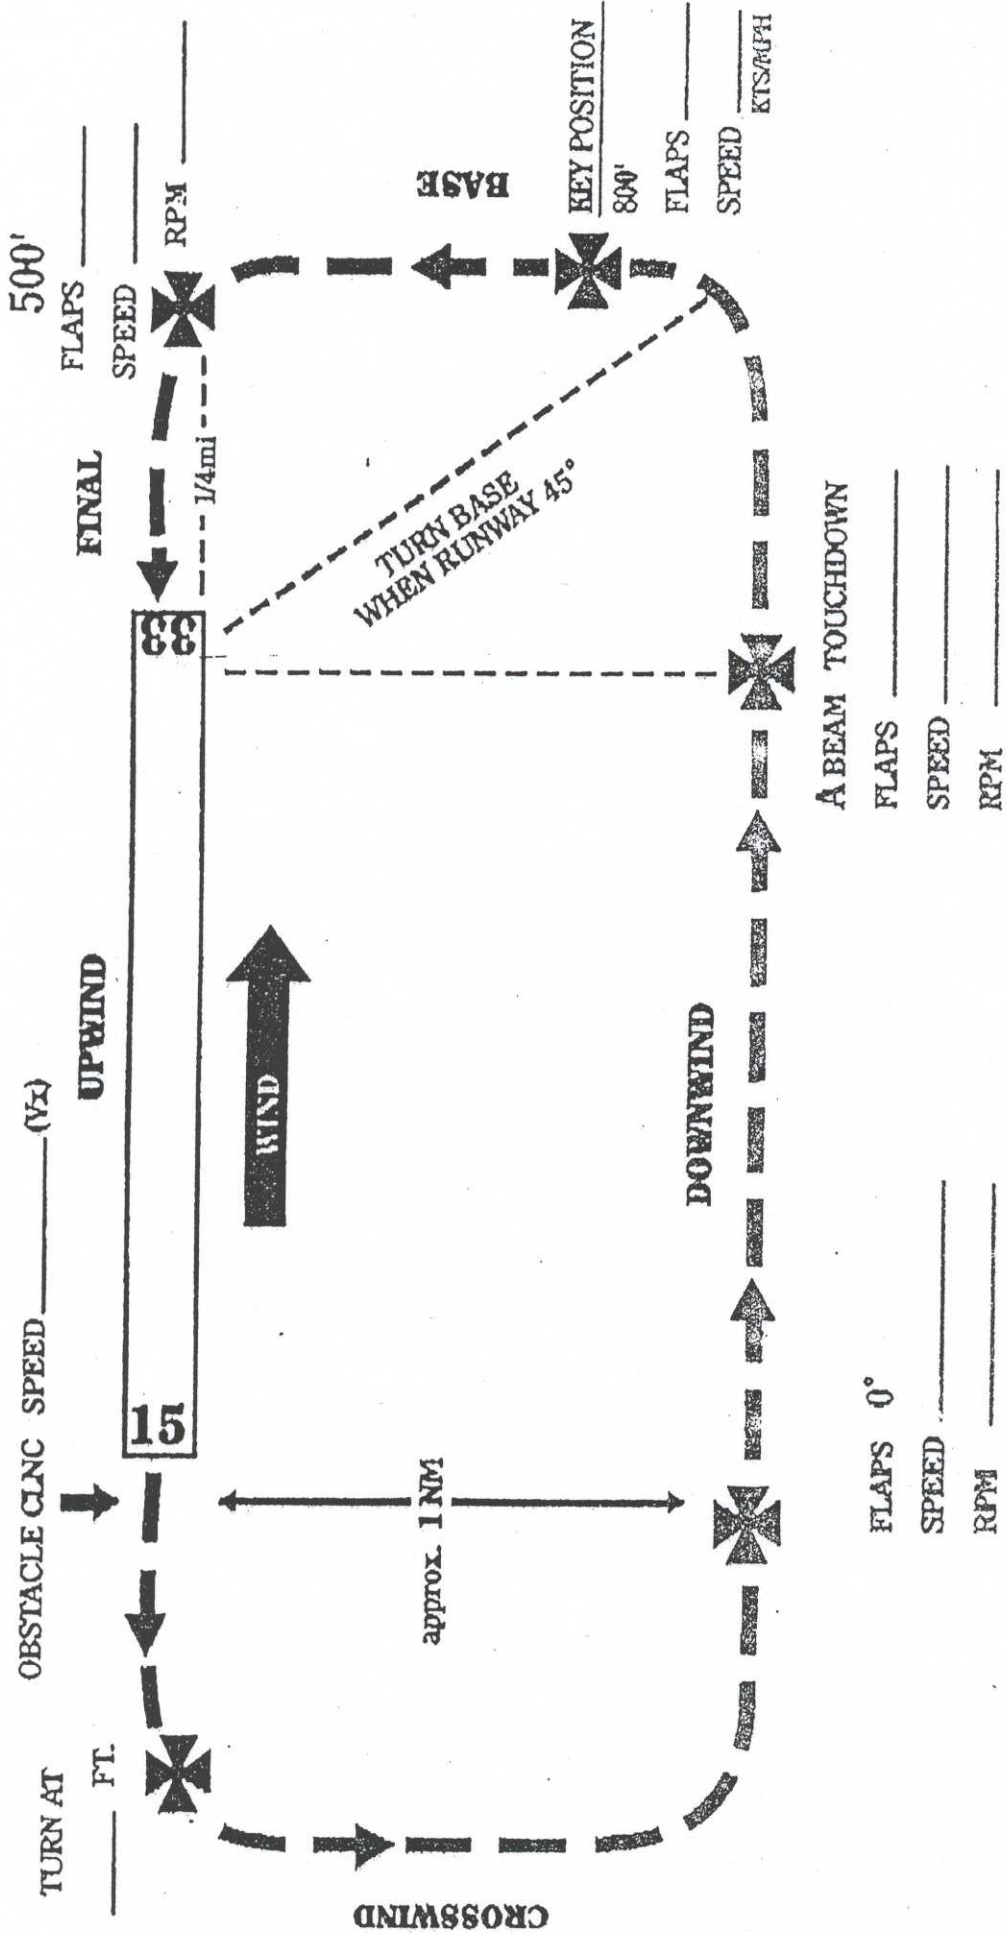 TURN AT
FT.
OBSTACLE CLNC SPEED (Vx)
UPWIND
FINAL
500'
FLAPS
SPEED
RPM
15
33
1/4mi
WIND
approx. 1 NM
TURN BASE
WHEN RUNWAY 45°
CROSSWIND
BASE
KEY POSITION
800'
FLAPS
SPEED
KTS/MPH
DOWNWIND
FLAPS 0°
SPEED
RPM
ABEAM TOUCHDOWN
FLAPS
SPEED
RPM